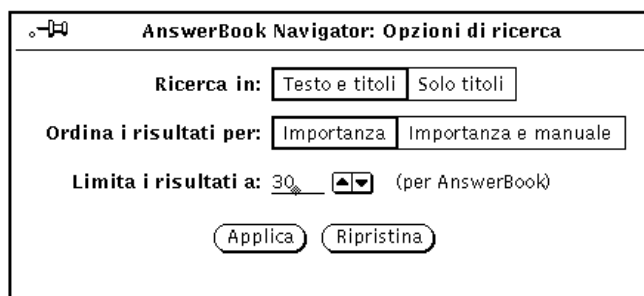 AnswerBook Navigator: Opzioni di ricerca
Ricerca in: Testo e titoli Solo titoli
Ordina i risultati per: Importanza Importanza e manuale
Limita i risultati a: 30 (per AnswerBook)
Applica Ripristina